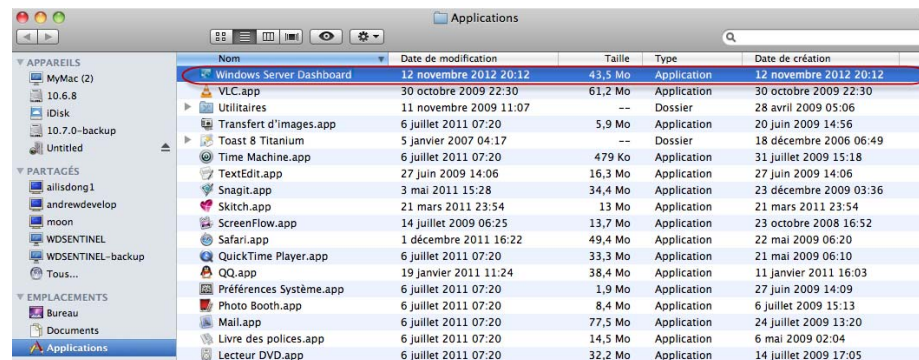 Applications
Nom Date de modification Taille Type Date de création
Windows Server Dashboard 12 novembre 2012 20:12 43,5 Mo Application 12 novembre 2012 20:12
VLC.app 30 octobre 2009 22:30 61,2 Mo Application 30 octobre 2009 22:30
Utilitaires 11 novembre 2009 11:07 -- Dossier 28 avril 2009 05:06
Transfert d'images.app 6 juillet 2011 07:20 5,9 Mo Application 20 juin 2009 14:56
Toast 8 Titanium 5 janvier 2007 04:17 -- Dossier 18 décembre 2006 06:49
Time Machine.app 6 juillet 2011 07:20 479 Ko Application 31 juillet 2009 15:18
TextEdit.app 27 juin 2009 14:06 16,3 Mo Application 27 juin 2009 14:06
Snagit.app 3 mai 2011 15:28 34,4 Mo Application 23 décembre 2009 03:36
Skitch.app 21 mars 2011 23:54 13 Mo Application 21 mars 2011 23:54
ScreenFlow.app 14 juillet 2009 06:25 13,7 Mo Application 23 octobre 2008 16:52
Safari.app 1 décembre 2011 16:22 49,4 Mo Application 22 mai 2009 06:20
QuickTime Player.app 6 juillet 2011 07:20 33,3 Mo Application 21 mai 2009 06:10
QQ.app 19 janvier 2011 11:24 38,4 Mo Application 11 janvier 2011 16:03
Préférences Système.app 6 juillet 2011 07:20 1,9 Mo Application 27 juin 2009 14:09
Photo Booth.app 6 juillet 2011 07:20 8,4 Mo Application 6 juillet 2009 15:13
Mail.app 6 juillet 2011 07:20 77,5 Mo Application 24 juillet 2009 13:20
Livre des polices.app 6 juillet 2011 07:20 14,5 Mo Application 6 mai 2009 02:04
Lecteur DVD.app 6 juillet 2011 07:20 32,2 Mo Application 14 juillet 2009 17:05
APPAREILS
MyMac (2)
10.6.8
iDisk
10.7.0-backup
Untitled
PARTAGÉS
ailisdong1
andrewdevelop
moon
WDSENTINEL
WDSENTINEL-backup
Tous...
EMPLACEMENTS
Bureau
Documents
Applications